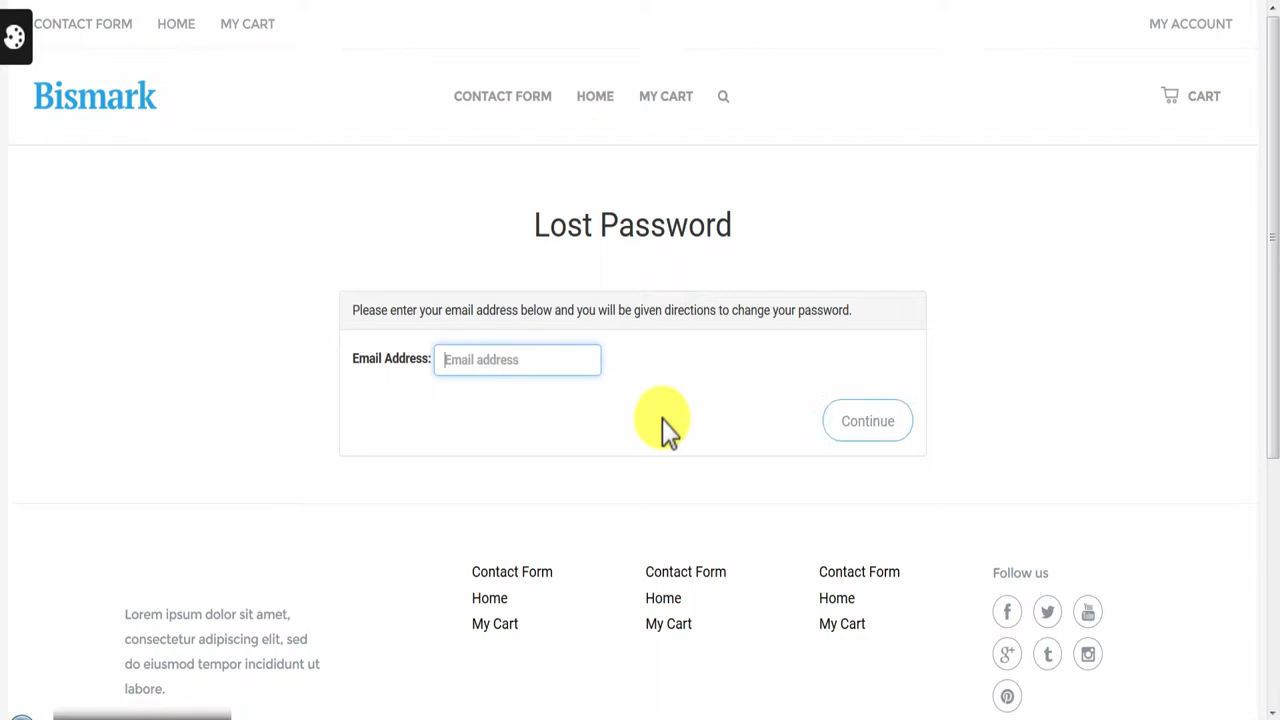 CONTACT FORM HOME MY CART MY ACCOUNT
Bismark CONTACT FORM HOME MY CART CART
Lost Password
Please enter your email address below and you will be given directions to change your password.
Email Address: Email address
Continue
Contact Form Contact Form Contact Form Follow us
Home Home Home
My Cart My Cart My Cart
Lorem ipsum dolor sit amet,
consectetur adipiscing elit, sed
do eiusmod tempor incididunt ut
labore.